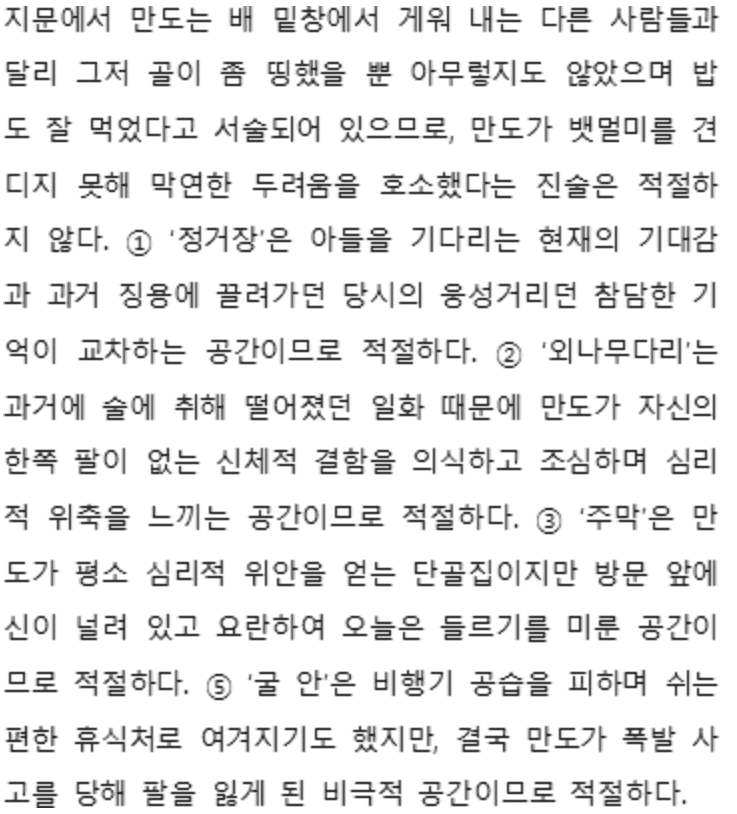 지문에서 만도는 배 밑창에서 게워 내는 다른 사람들과
달리 그저 골이 좀 띵했을 뿐 아무렇지도 않았으며 밥
도 잘 먹었다고 서술되어 있으므로, 만도가 뱃멀미를 견
디지 못해 막연한 두려움을 호소했다는 진술은 적절하
지 않다. ① ‘정거장’은 아들을 기다리는 현재의 기대감
과 과거 징용에 끌려가던 당시의 웅성거리던 참담한 기
억이 교차하는 공간이므로 적절하다. ② ‘외나무다리’는
과거에 술에 취해 떨어졌던 일화 때문에 만도가 자신의
한쪽 팔이 없는 신체적 결함을 의식하고 조심하며 심리
적 위축을 느끼는 공간이므로 적절하다. ③ ‘주막’은 만
도가 평소 심리적 위안을 얻는 단골집이지만 방문 앞에
신이 널려 있고 요란하여 오늘은 들르기를 미룬 공간이
므로 적절하다. ⑤ ‘굴 안’은 비행기 공습을 피하며 쉬는
편한 휴식처로 여겨지기도 했지만, 결국 만도가 폭발 사
고를 당해 팔을 잃게 된 비극적 공간이므로 적절하다.